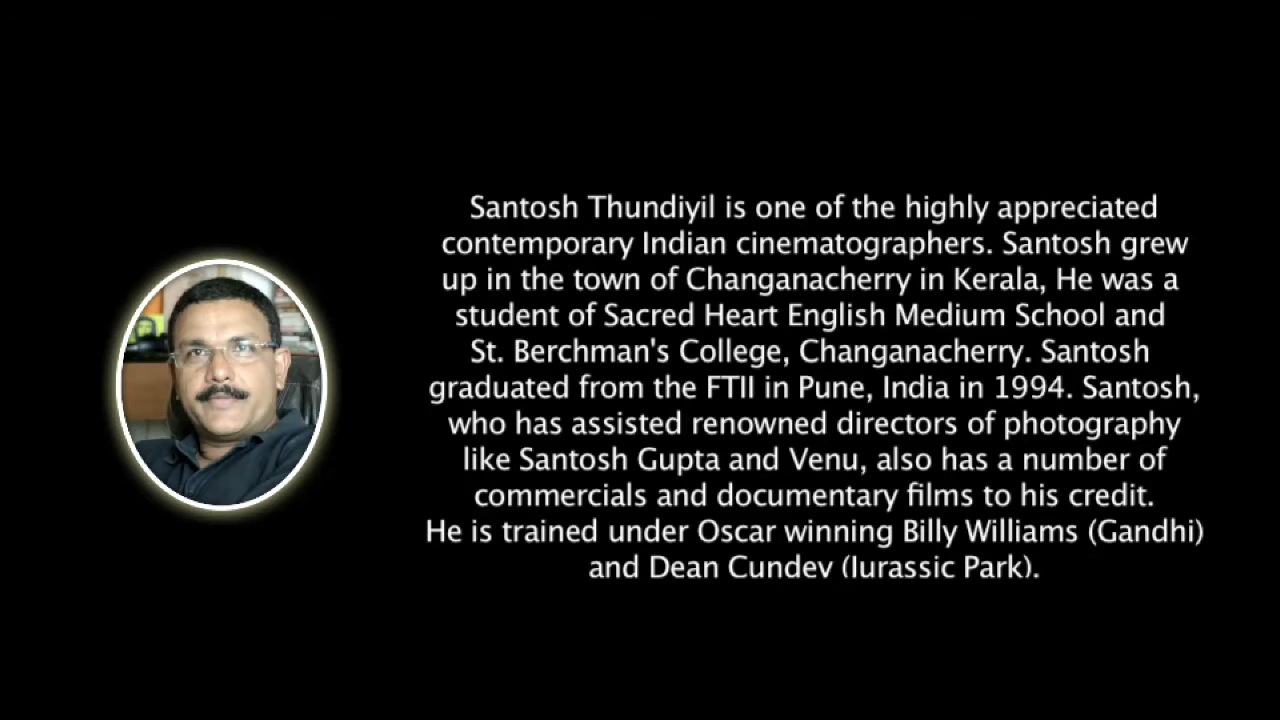 Santosh Thundiyil is one of the highly appreciated
contemporary Indian cinematographers. Santosh grew
up in the town of Changanacherry in Kerala, He was a
student of Sacred Heart English Medium School and
St. Berchman's College, Changanacherry. Santosh
graduated from the FTII in Pune, India in 1994. Santosh,
who has assisted renowned directors of photography
like Santosh Gupta and Venu, also has a number of
commercials and documentary films to his credit.
He is trained under Oscar winning Billy Williams (Gandhi)
and Dean Cundey (Jurassic Park).